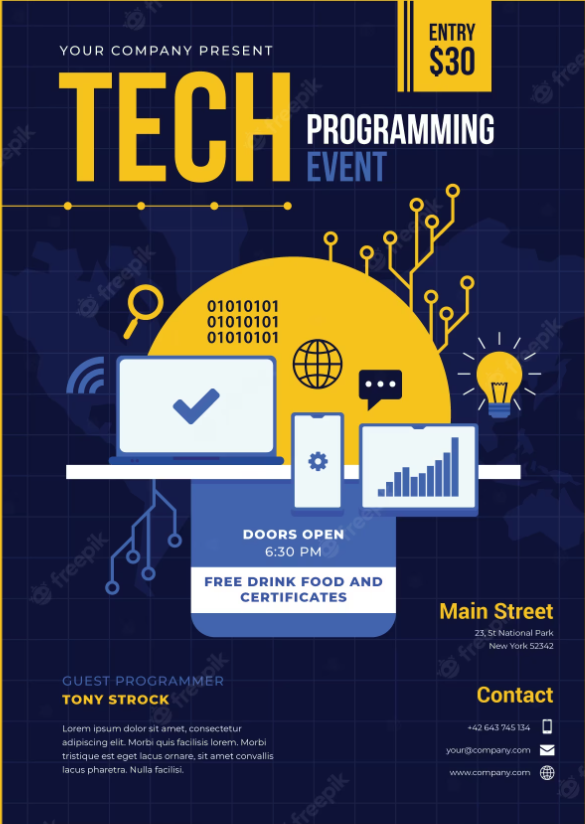 YOUR COMPANY PRESENT
ENTRY
$30
TECH
PROGRAMMING
EVENT
01010101
01010101
01010101
DOORS OPEN
6:30 PM
FREE DRINK FOOD AND
CERTIFICATES
Main Street
23, St National Park
New York 52342
GUEST PROGRAMMER
TONY STROCK
Lorem ipsum dolor sit amet, consectetur
adipiscing elit. Morbi quis facilisis lorem. Morbi
tristique est eget lacus ornare, sit amet convallis
lacus pharetra. Nulla facilisi.
Contact
+42 643 745 134
your@company.com
www.company.com
freepik